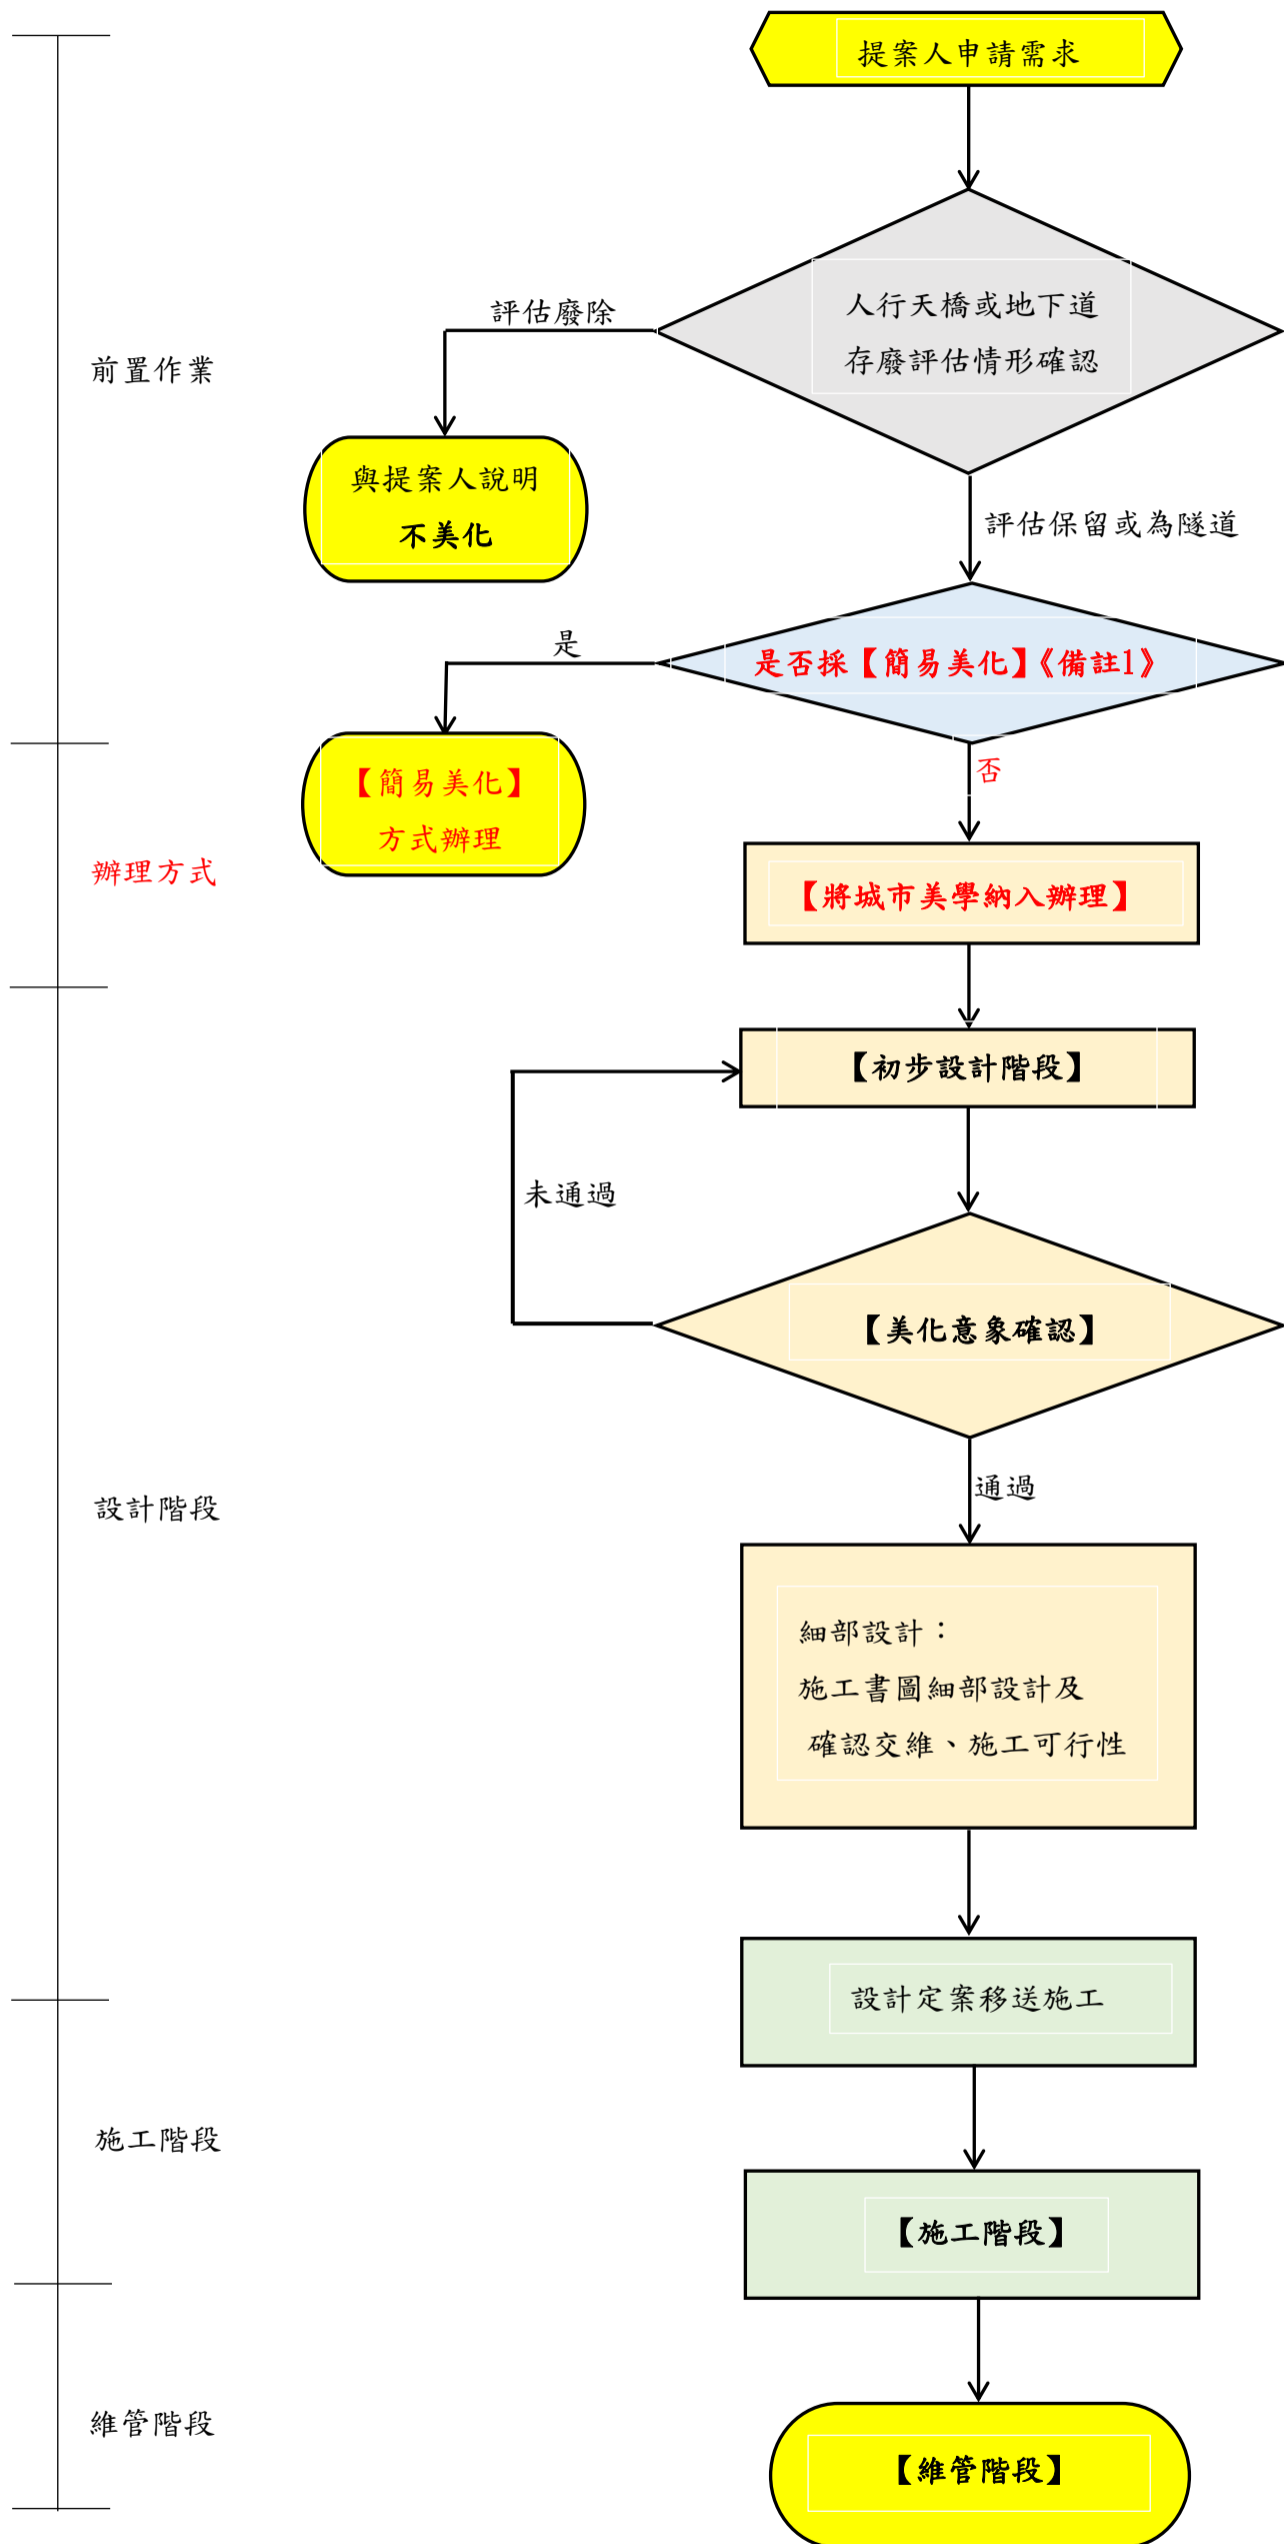 提案人申請需求
人行天橋或地下道
存廢評估情形確認
評估廢除
前置作業
與提案人說明
不美化
評估保留或為隧道
是
是否採【簡易美化】《備註1》
否
【簡易美化】
方式辦理
辦理方式
【將城市美學納入辦理】
【初步設計階段】
未通過
【美化意象確認】
通過
設計階段
細部設計：
施工書圖細部設計及
確認交維、施工可行性
設計定案移送施工
施工階段
【施工階段】
維管階段
【維管階段】